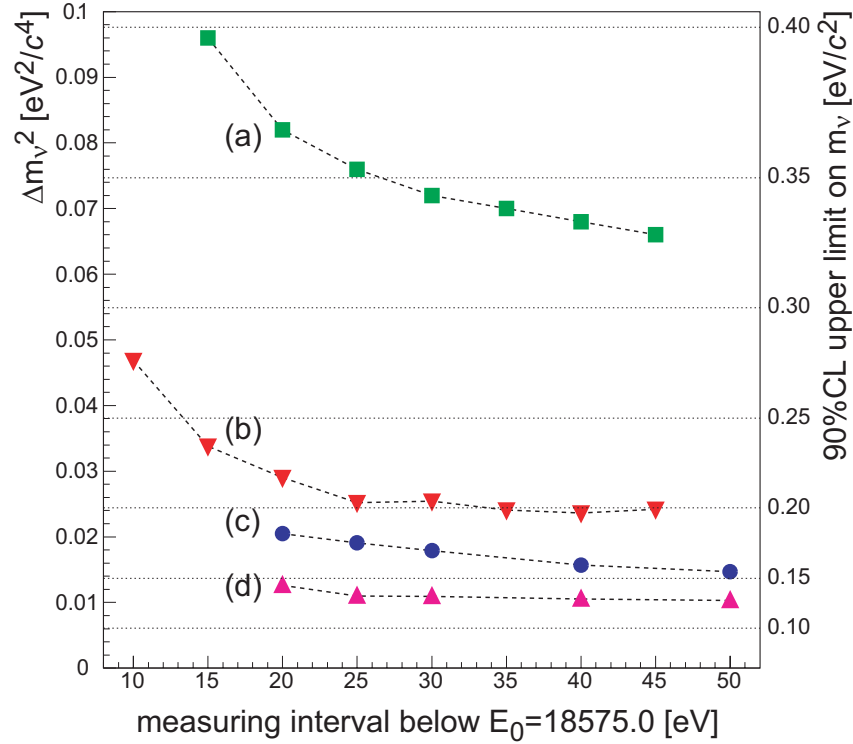 Δmν² [eV²/c⁴]
0.1
0.09
0.08
0.07
0.06
0.05
0.04
0.03
0.02
0.01
0
(a)
(b)
(c)
(d)
0.40
0.35
0.30
0.25
0.20
0.15
0.10
90%CL upper limit on mν [eV/c²]
10 15 20 25 30 35 40 45 50
measuring interval below E₀=18575.0 [eV]